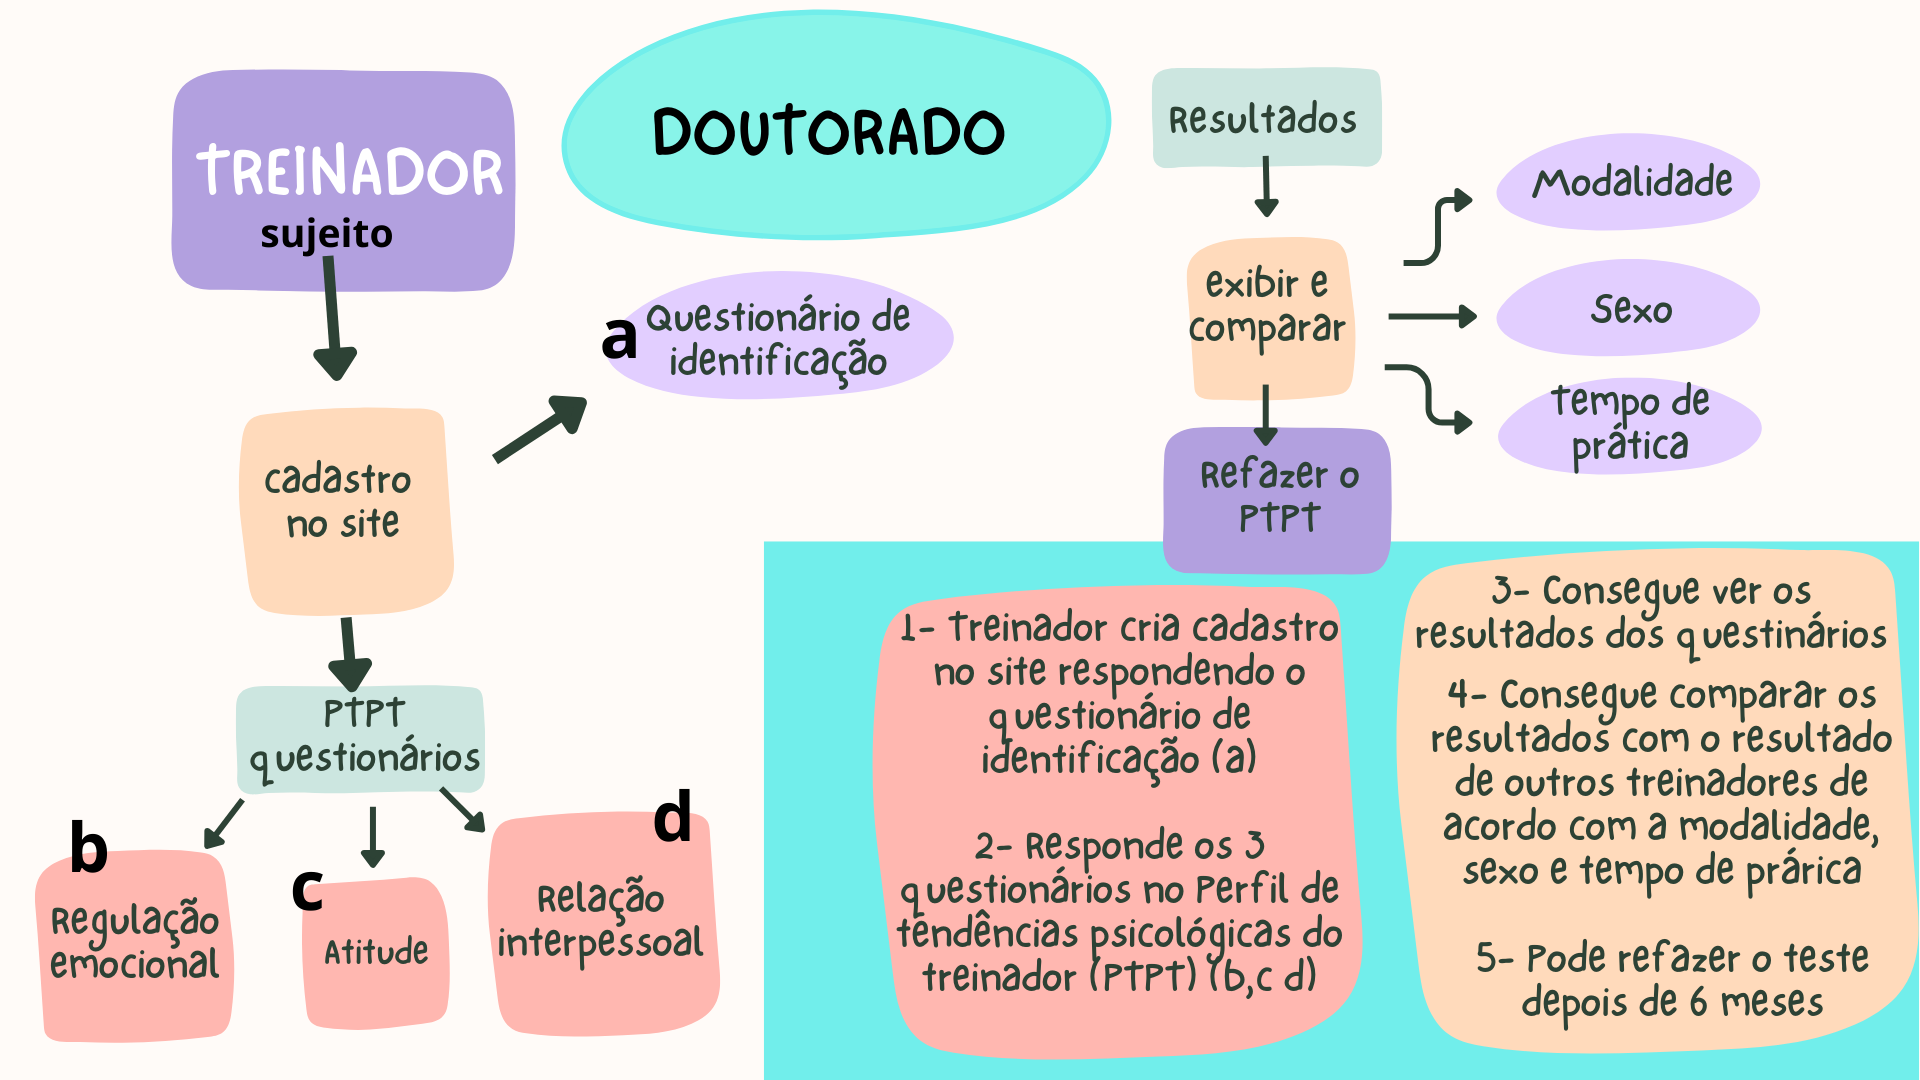 DOUTORADO
TREINADOR
sujeito
a
Questionário de
identificação
cadastro
no site
PTPT
questionários
b
Regulação
emocional
c
Atitude
d
Relação
interpessoal
Resultados
exibir e
comparar
Modalidade
Sexo
Tempo de
prática
Refazer o
PTPT
1- Treinador cria cadastro
no site respondendo o
questionário de
identificação (a)
2- Responde os 3
questionários no Perfil de
tendências psicológicas do
treinador (PTPT) (b,c d)
3- Consegue ver os
resultados dos questinários
4- Consegue comparar os
resultados com o resultado
de outros treinadores de
acordo com a modalidade,
sexo e tempo de prárica
5- Pode refazer o teste
depois de 6 meses